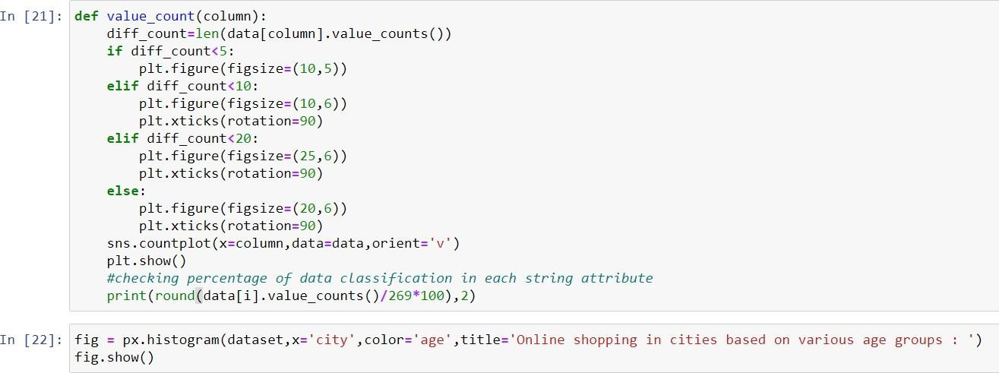 In [21]: def value_count(column):
    diff_count=len(data[column].value_counts())
    if diff_count<5:
        plt.figure(figsize=(10,5))
    elif diff_count<10:
        plt.figure(figsize=(10,6))
        plt.xticks(rotation=90)
    elif diff_count<20:
        plt.figure(figsize=(25,6))
        plt.xticks(rotation=90)
    else:
        plt.figure(figsize=(20,6))
        plt.xticks(rotation=90)
    sns.countplot(x=column,data=data,orient='v')
    plt.show()
    #checking percentage of data classification in each string attribute
    print(round(data[i].value_counts()/269*100),2)
In [22]: fig = px.histogram(dataset,x='city',color='age',title='Online shopping in cities based on various age groups : ')
fig.show()